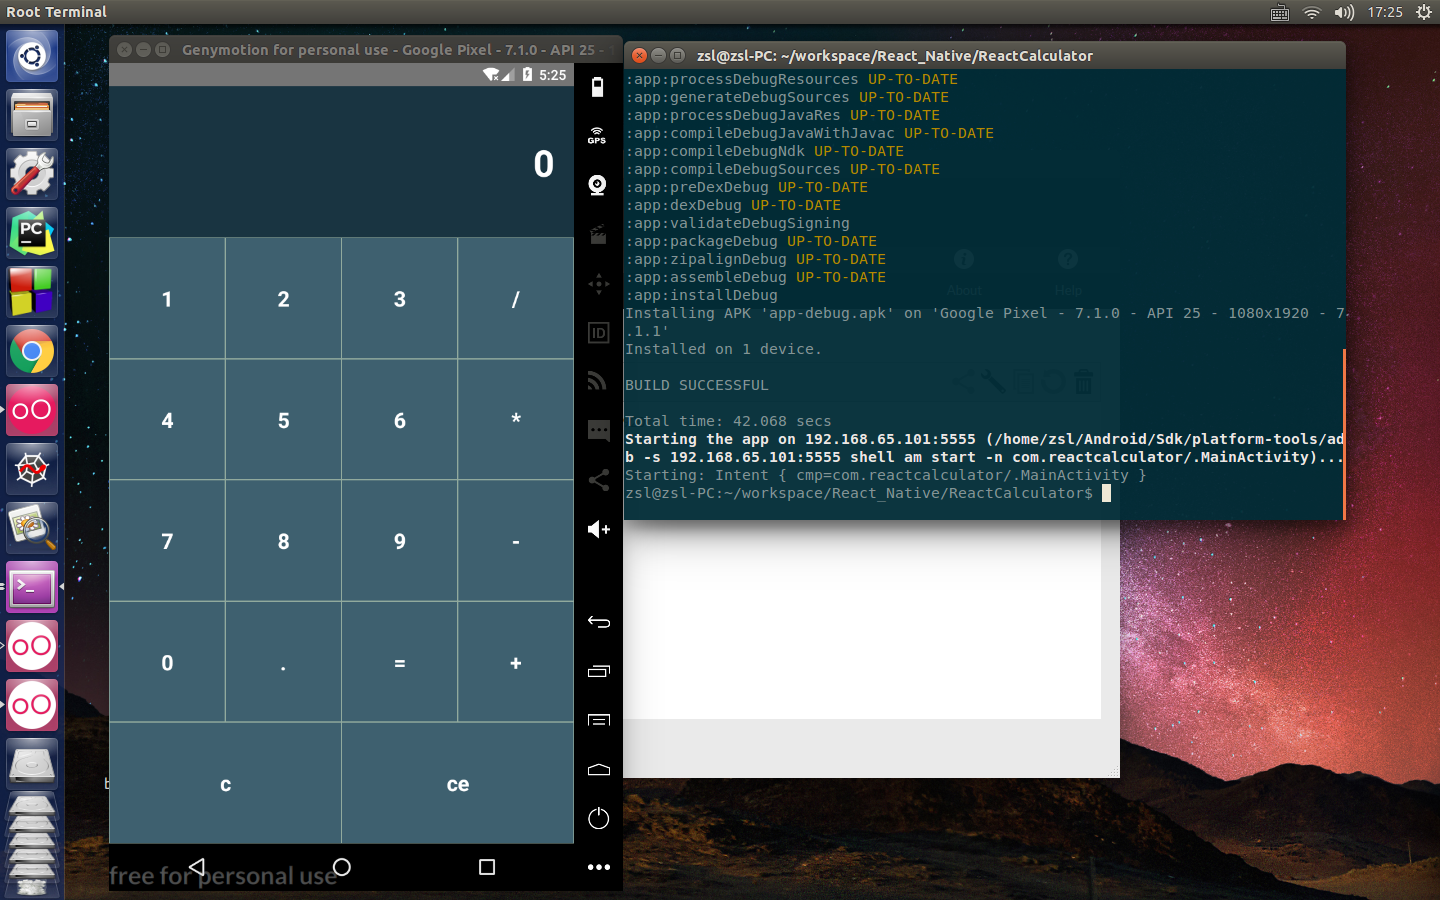 Root Terminal
17:25
Genymotion for personal use - Google Pixel - 7.1.0 - API 25 -
5:25
0
1 2 3 /
4 5 6 *
7 8 9 -
0 . = +
c ce
free for personal use
GPS
ID
PC
zsl@zsl-PC: ~/workspace/React_Native/ReactCalculator
:app:processDebugResources UP-TO-DATE
:app:generateDebugSources UP-TO-DATE
:app:processDebugJavaRes UP-TO-DATE
:app:compileDebugJavaWithJavac UP-TO-DATE
:app:compileDebugNdk UP-TO-DATE
:app:compileDebugSources UP-TO-DATE
:app:preDexDebug UP-TO-DATE
:app:dexDebug UP-TO-DATE
:app:validateDebugSigning
:app:packageDebug UP-TO-DATE
:app:zipalignDebug UP-TO-DATE
:app:assembleDebug UP-TO-DATE
:app:installDebug
Installing APK 'app-debug.apk' on 'Google Pixel - 7.1.0 - API 25 - 1080x1920 - 7
.1.1'
Installed on 1 device.
BUILD SUCCESSFUL
Total time: 42.068 secs
Starting the app on 192.168.65.101:5555 (/home/zsl/Android/Sdk/platform-tools/ad
b -s 192.168.65.101:5555 shell am start -n com.reactcalculator/.MainActivity)...
Starting: Intent { cmp=com.reactcalculator/.MainActivity }
zsl@zsl-PC:~/workspace/React_Native/ReactCalculator$
About
Help